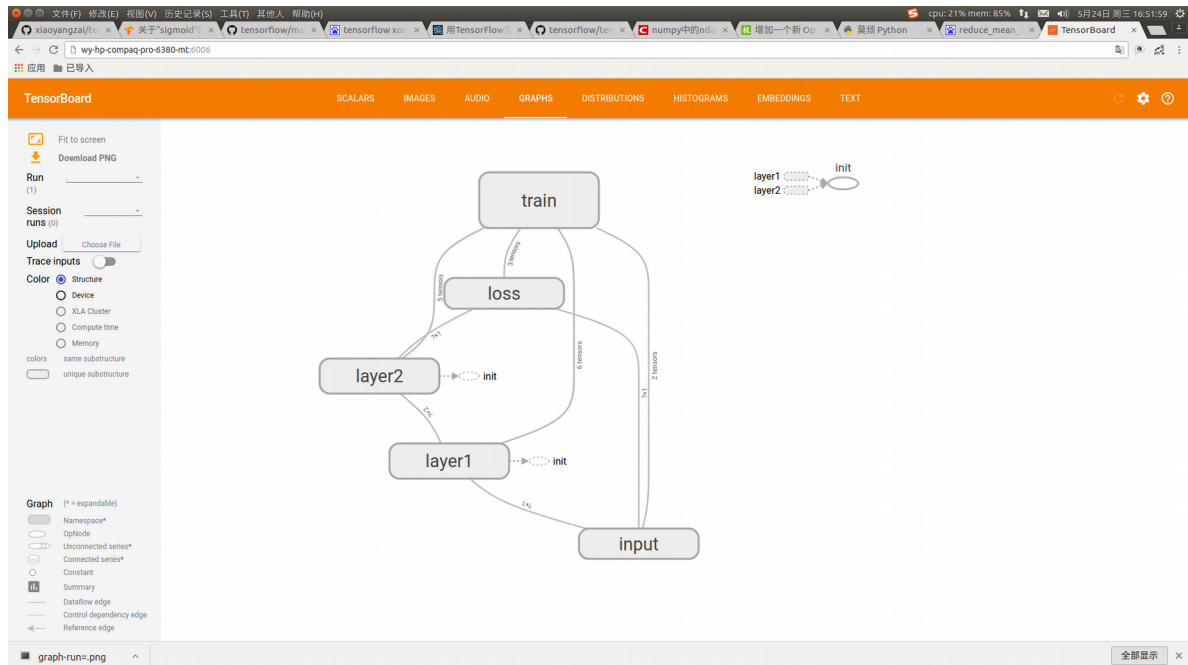 文件(F) 修改(E) 视图(V) 历史记录(S) 工具(T) 其他人 帮助(H)
cpu: 21% mem: 85% 5月24日 周三 16:51:59
xiaoyangzai/te
关于"sigmoid"
tensorflow/ma
tensorflow xor
用TensorFlow
tensorflow/ten
numpy中的nda
增加一个新 Op
莫烦 Python
reduce_mean_
TensorBoard
wy-hp-compaq-pro-6380-mt:6006
应用 已导入
TensorBoard
SCALARS IMAGES AUDIO GRAPHS DISTRIBUTIONS HISTOGRAMS EMBEDDINGS TEXT
Fit to screen
Download PNG
Run
(1)
Session
runs (0)
Upload Choose File
Trace inputs
Color Structure
Device
XLA Cluster
Compute time
Memory
colors same substructure
unique substructure
Graph (* = expandable)
Namespace*
OpNode
Unconnected series*
Connected series*
Constant
Summary
Dataflow edge
Control dependency edge
Reference edge
train
3 tensors
5 tensors
loss
?×1
6 tensors
2 tensors
?×1
layer2
init
?×2
layer1
init
?×1
input
init
layer1
layer2
graph-run=.png
全部显示